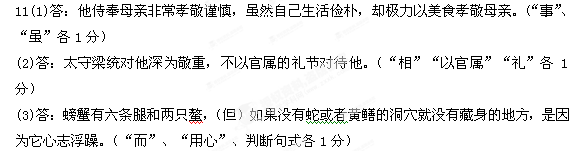 11(1)答：他侍奉母亲非常孝敬谨慎，虽然自己生活俭朴，却极力以美食孝敬母亲。（“事”、
“虽”各 1 分）
(2)答：太守梁统对他深为敬重，不以官属的礼节对待他。（“相”“以官属”“礼”各 1
分）
(3)答：螃蟹有六条腿和两只螯，（但）如果没有蛇或者黄鳝的洞穴就没有藏身的地方，是因
为它心志浮躁。（“而”、“用心”、判断句式各 1 分）